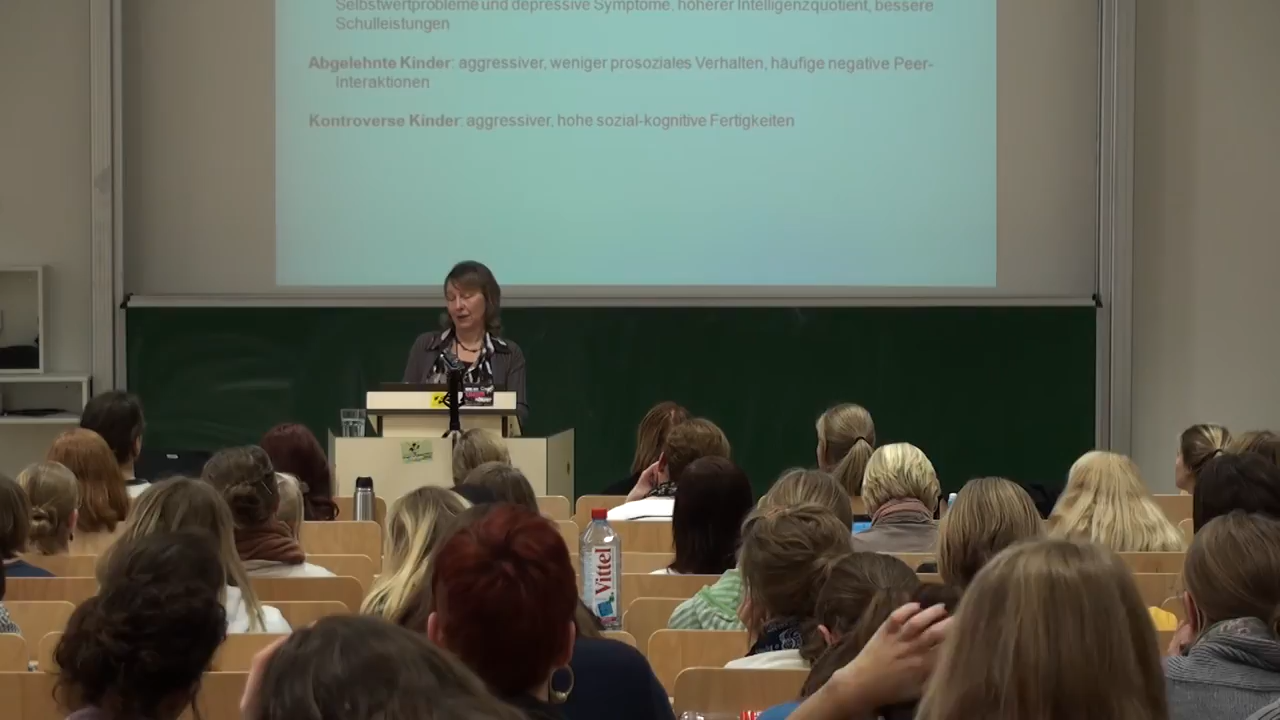 Selbstwertprobleme und depressive Symptome, höherer Intelligenzquotient, bessere
Schulleistungen
Abgelehnte Kinder: aggressiver, weniger prosoziales Verhalten, häufige negative Peer-
Interaktionen
Kontroverse Kinder: aggressiver, hohe sozial-kognitive Fertigkeiten
Vittel